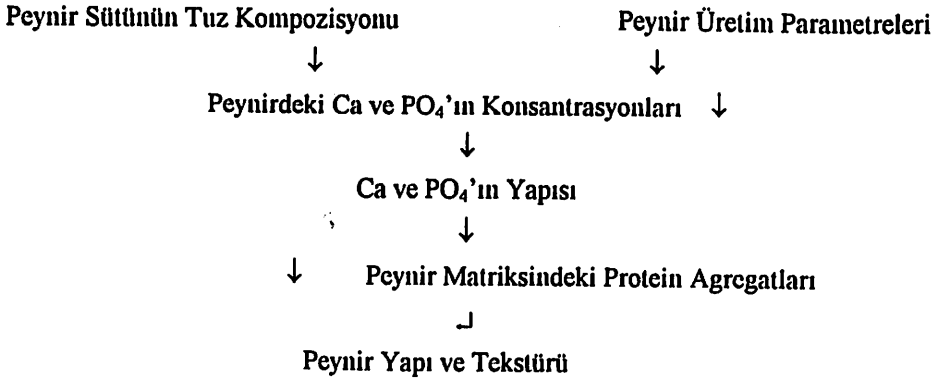 Peynir Sütünün Tuz Kompozisyonu Peynir Üretim Parametreleri
↓ ↓
Peynirdeki Ca ve PO₄'ın Konsantrasyonları ↓
↓
Ca ve PO₄'ın Yapısı
↓
↓ Peynir Matriksindeki Protein Agregatları
↵
Peynir Yapı ve Tekstürü